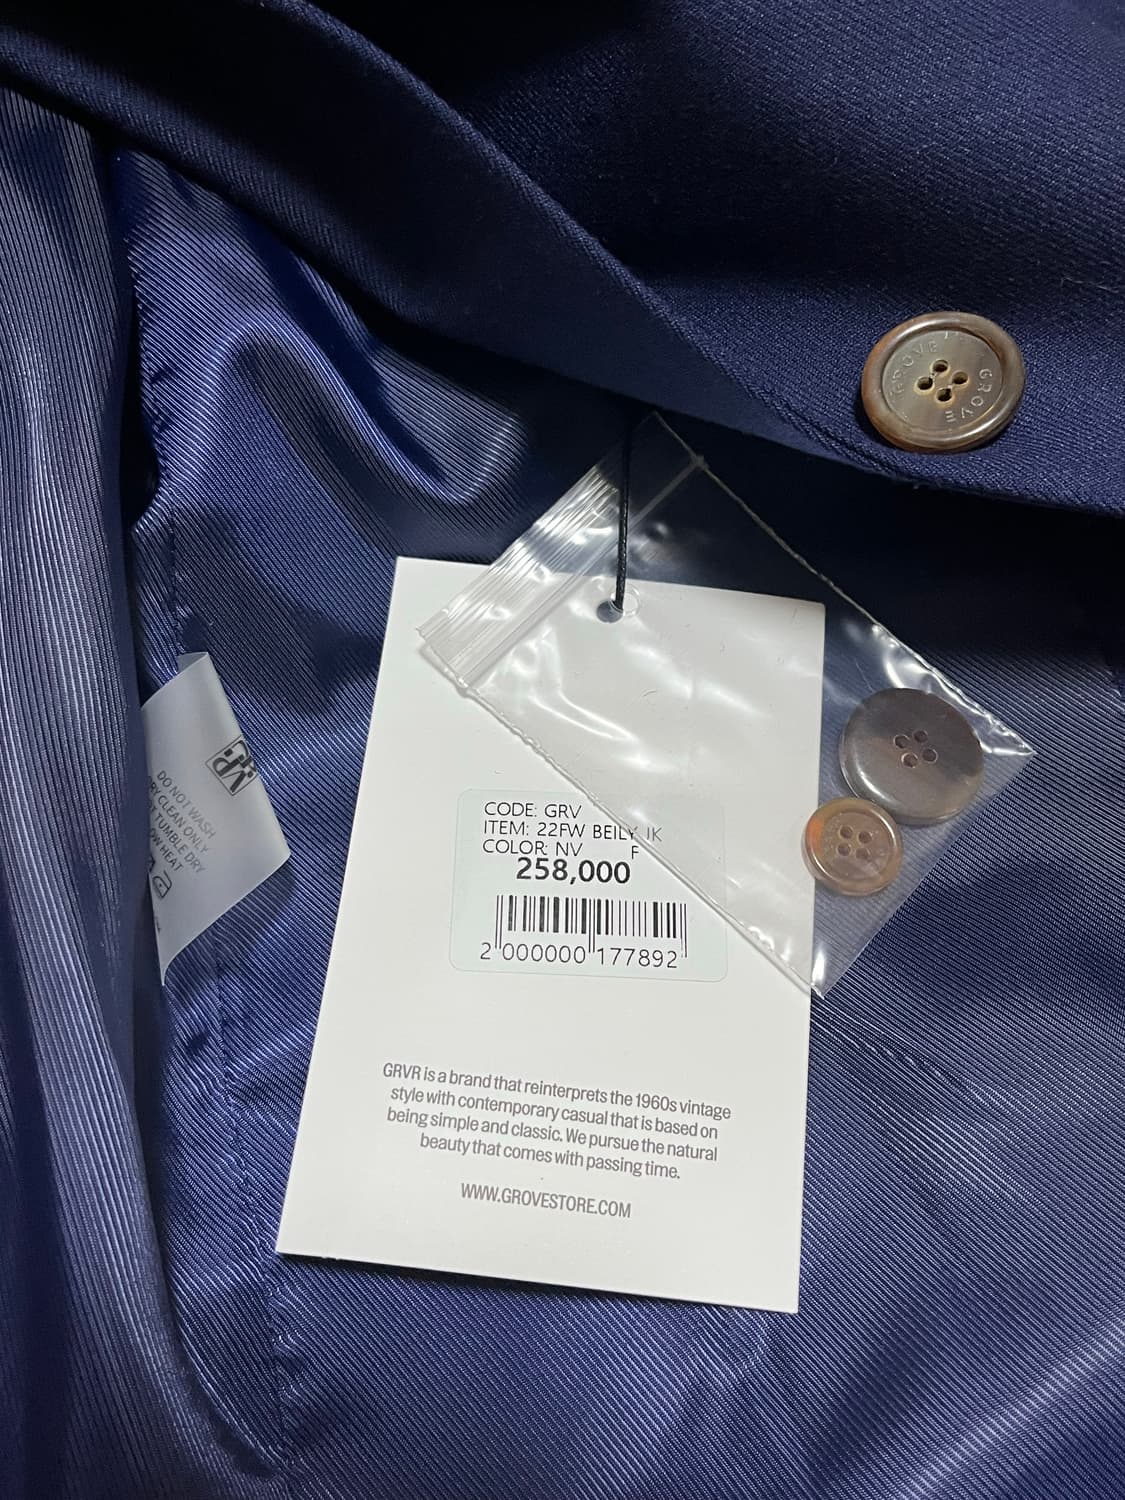 GROVE
GROVE
CODE: GRV
ITEM: 22FW BEILY JK
COLOR: NV F
258,000
2 000000 177892
GRVR is a brand that reinterprets the 1960s vintage
style with contemporary casual that is based on
being simple and classic. We pursue the natural
beauty that comes with passing time.
WWW.GROVESTORE.COM
DO NOT WASH
DRY CLEAN ONLY
TUMBLE DRY
LOW HEAT